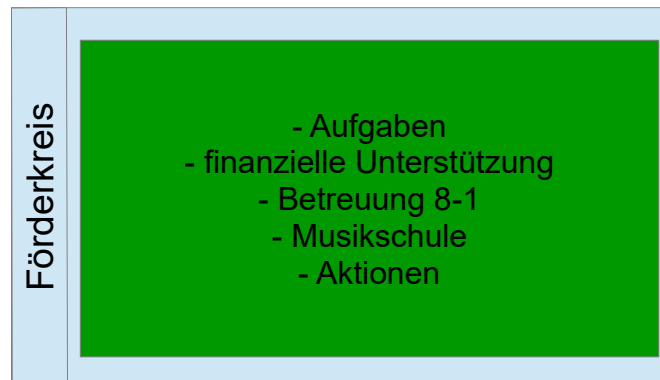 Förderkreis
- Aufgaben
- finanzielle Unterstützung
- Betreuung 8-1
- Musikschule
- Aktionen